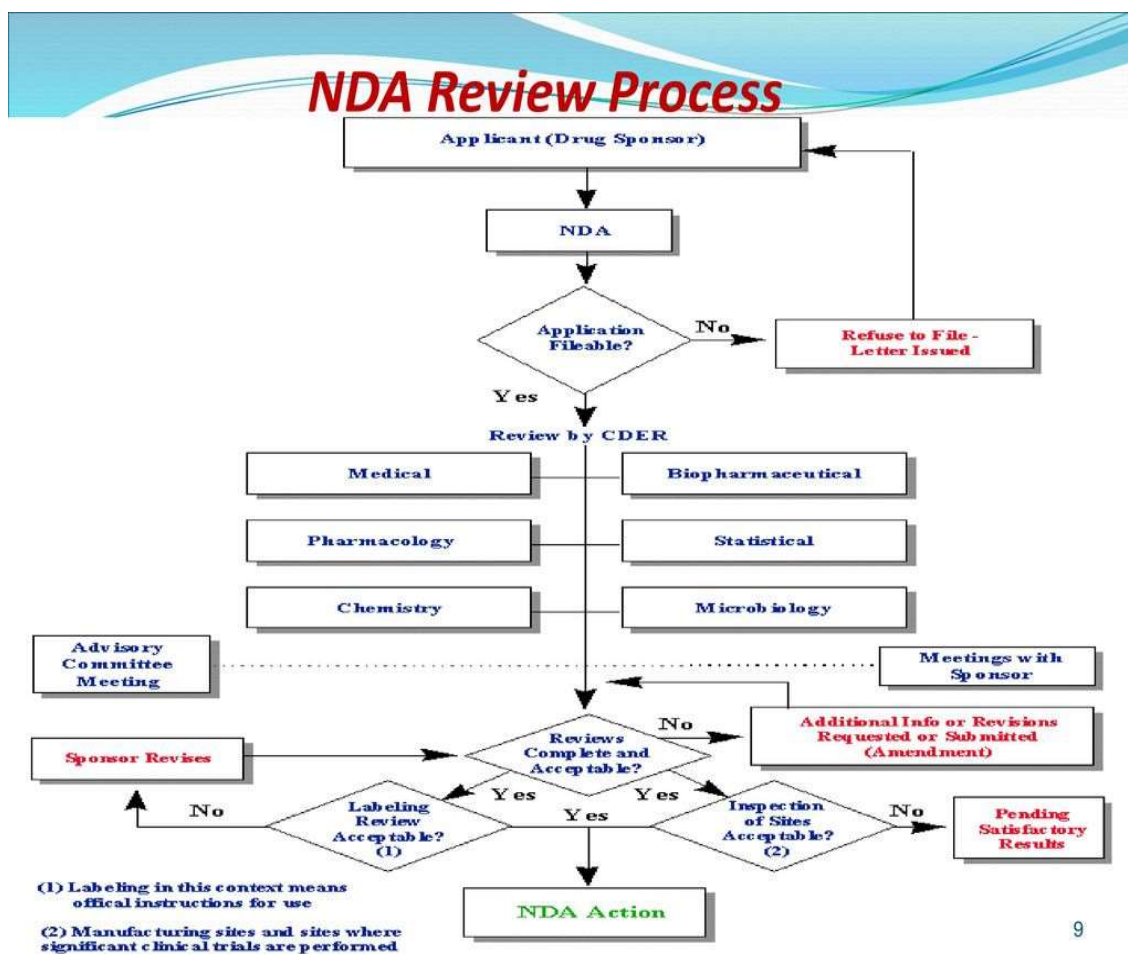 NDA Review Process
Applicant (Drug Sponsor)
NDA
Application
Fileable?
No
Refuse to File -
Letter Issued
Yes
Review by CDER
Medical
Biopharmaceutical
Pharmacology
Statistical
Chemistry
Microbiology
Advisory
Committee
Meeting
Meetings with
Sponsor
Reviews
Complete and
Acceptable?
No
Additional Info or Revisions
Requested or Submitted
(Amendment)
Sponsor Revises
Yes
Yes
Labeling
Review
Acceptable?
(1)
No
Yes
Inspection
of Sites
Acceptable?
(2)
No
Pending
Satisfactory
Results
NDA Action
(1) Labeling in this context means
offical instructions for use
(2) Manufacturing sites and sites where
significant clinical trials are performed
9